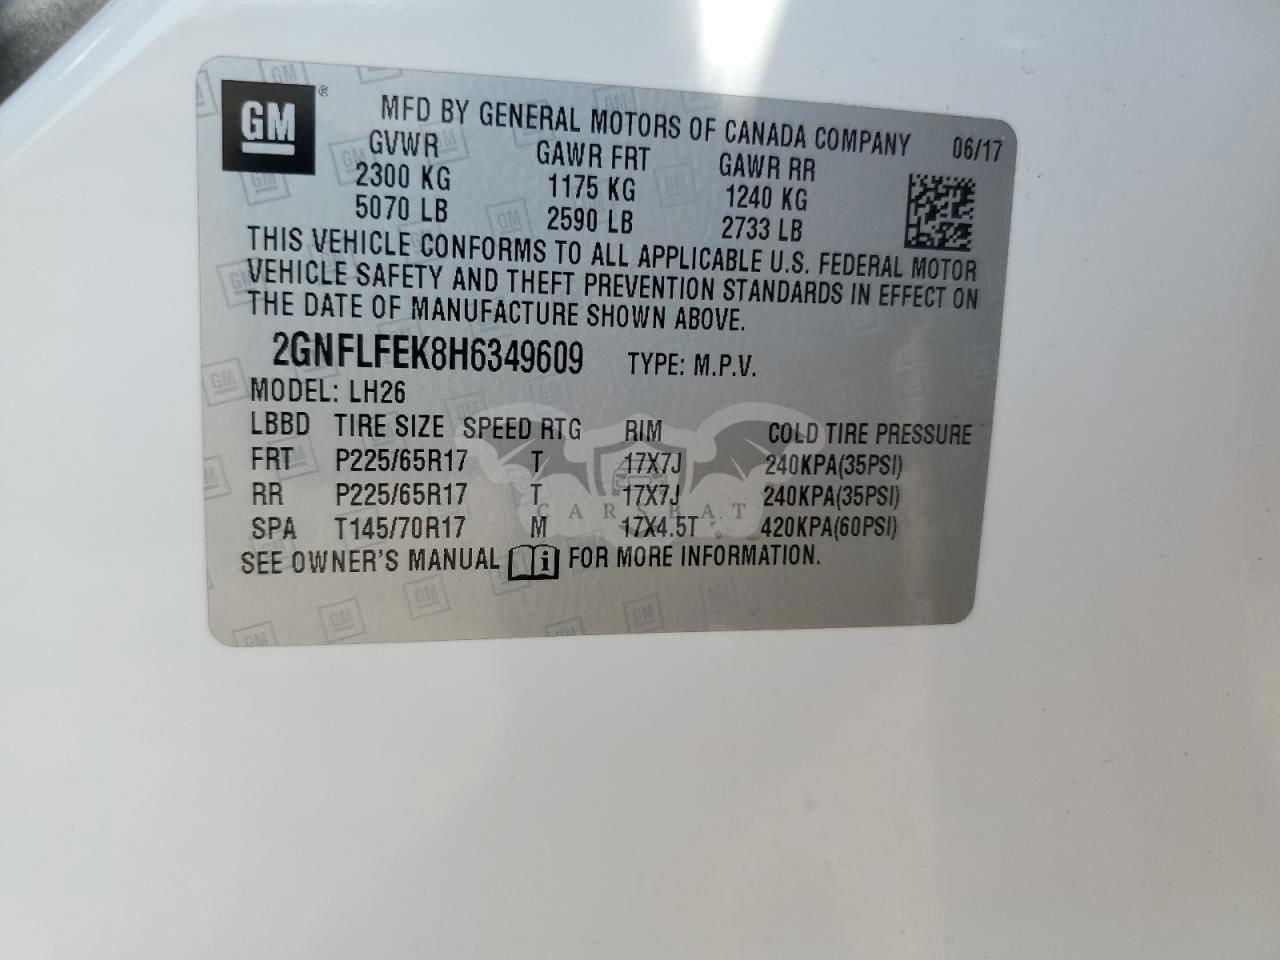 GM ®
MFD BY GENERAL MOTORS OF CANADA COMPANY 06/17
GVWR GAWR FRT GAWR RR
2300 KG 1175 KG 1240 KG
5070 LB 2590 LB 2733 LB
THIS VEHICLE CONFORMS TO ALL APPLICABLE U.S. FEDERAL MOTOR
VEHICLE SAFETY AND THEFT PREVENTION STANDARDS IN EFFECT ON
THE DATE OF MANUFACTURE SHOWN ABOVE.
2GNFLFEK8H6349609 TYPE: M.P.V.
MODEL: LH26
LBBD TIRE SIZE SPEED RTG RIM COLD TIRE PRESSURE
FRT P225/65R17 T 17X7J 240KPA(35PSI)
RR P225/65R17 T 17X7J 240KPA(35PSI)
CARSBAT
SPA T145/70R17 M 17X4.5T 420KPA(60PSI)
SEE OWNER'S MANUAL i FOR MORE INFORMATION.